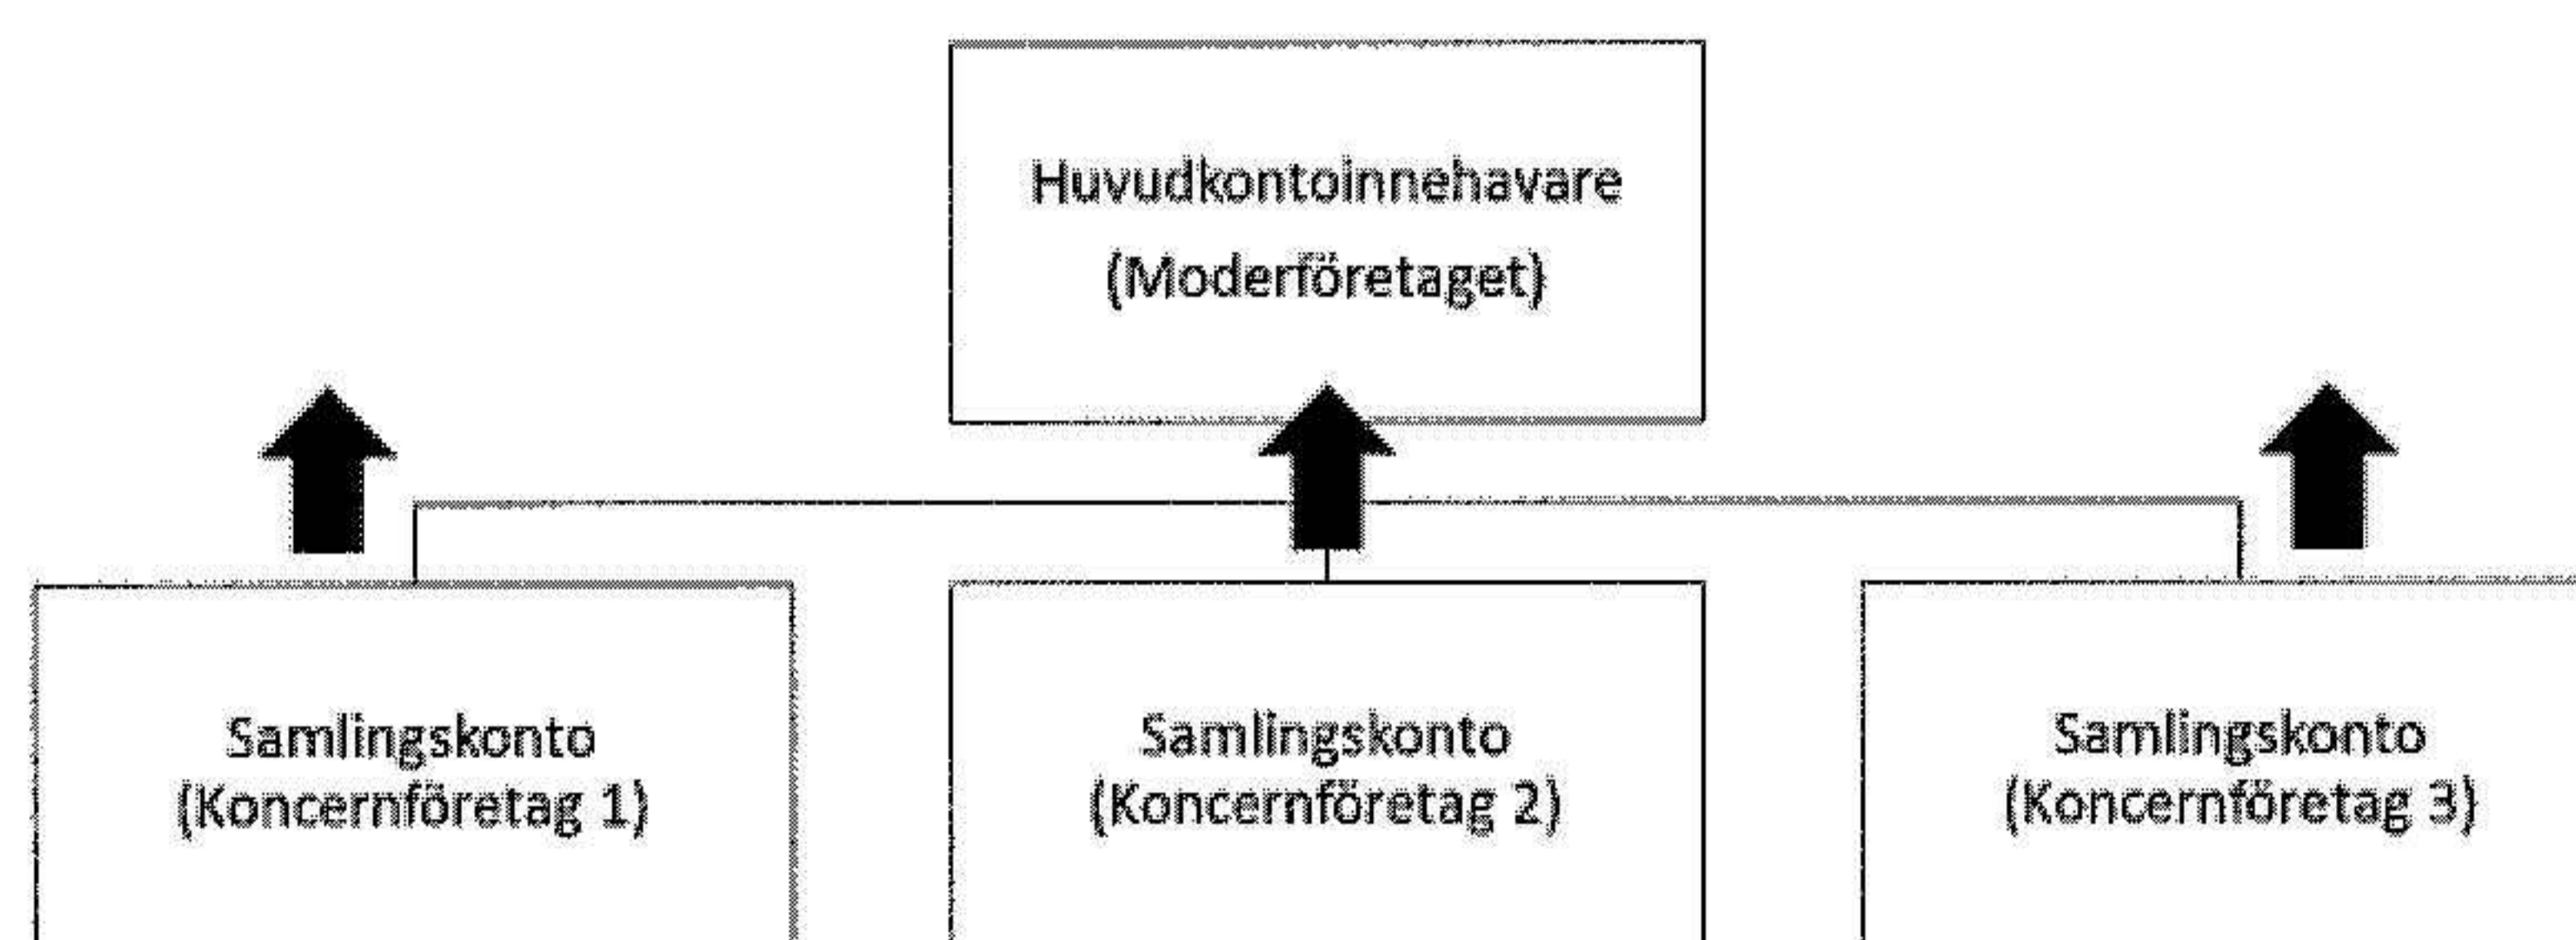 Huvudkontoinnehavare
(Moderföretaget)
Samlingskonto
(Koncernföretag 1)
Samlingskonto
(Koncernföretag 2)
Samlingskonto
(Koncernföretag 3)